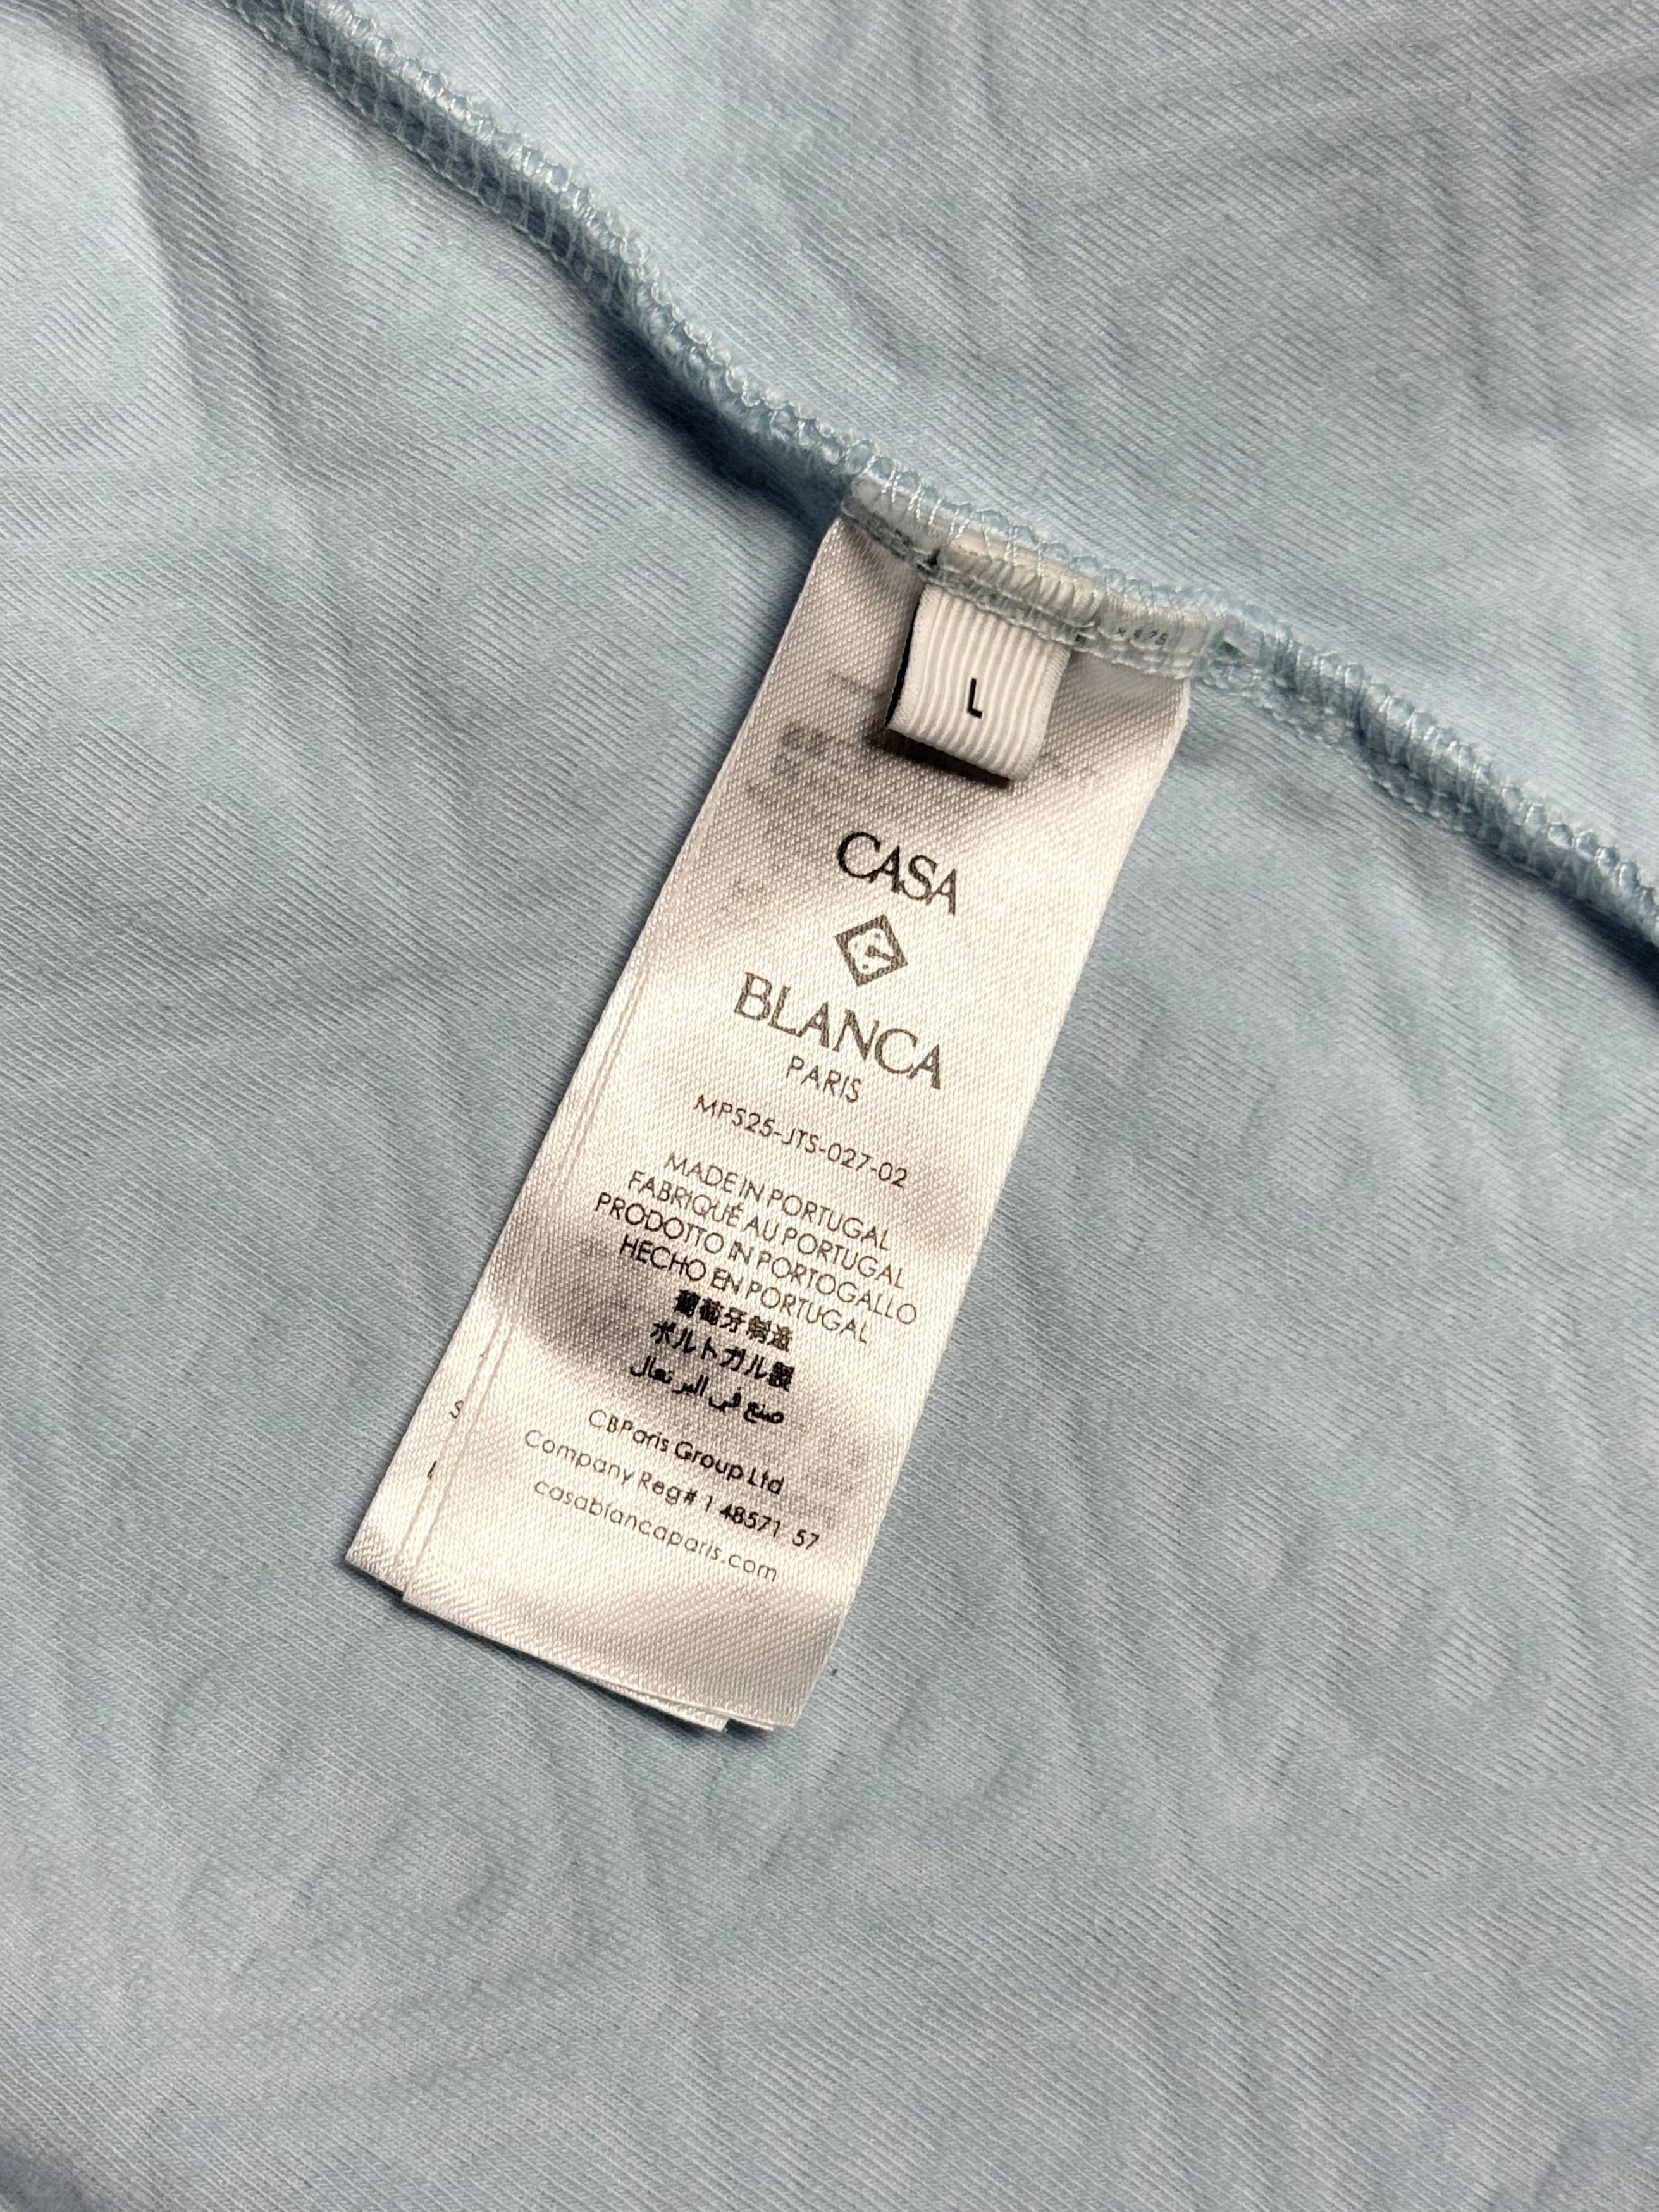 L
CASA
BLANCA
PARIS
MPS25-JTS-027-02
MADE IN PORTUGAL
FABRIQUÉ AU PORTUGAL
PRODOTTO IN PORTOGALLO
HECHO EN PORTUGAL
葡萄牙制造
ポルトガル製
صنع في البرتغال
CBParis Group Ltd
Company Reg# 1 48571 57
casablancaparis.com